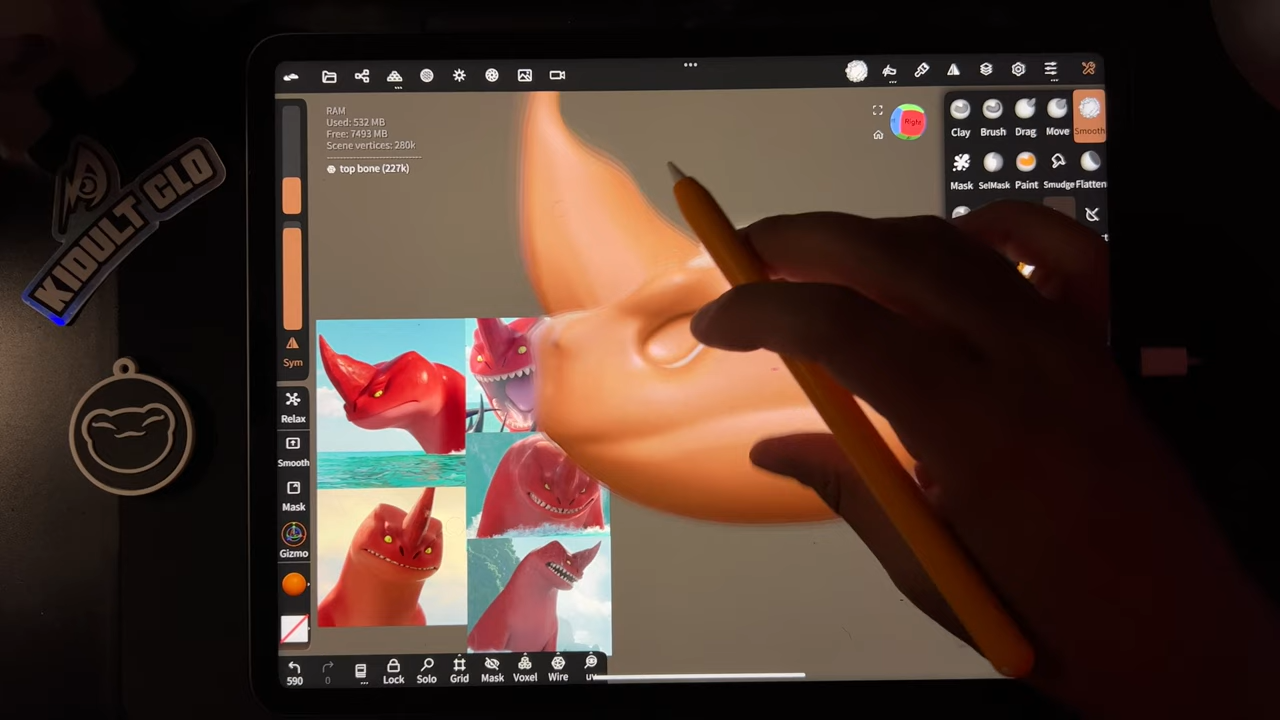 RAM
Used: 532 MB
Free: 7493 MB
Scene vertices: 280k
top bone (227k)
Right
Clay Brush Drag Move Smooth
Mask SelMask Paint Smudge Flatten
KIDULT CLO
Sym
Relax
Smooth
Mask
Gizmo
590 0 Lock Solo Grid Mask Voxel Wire